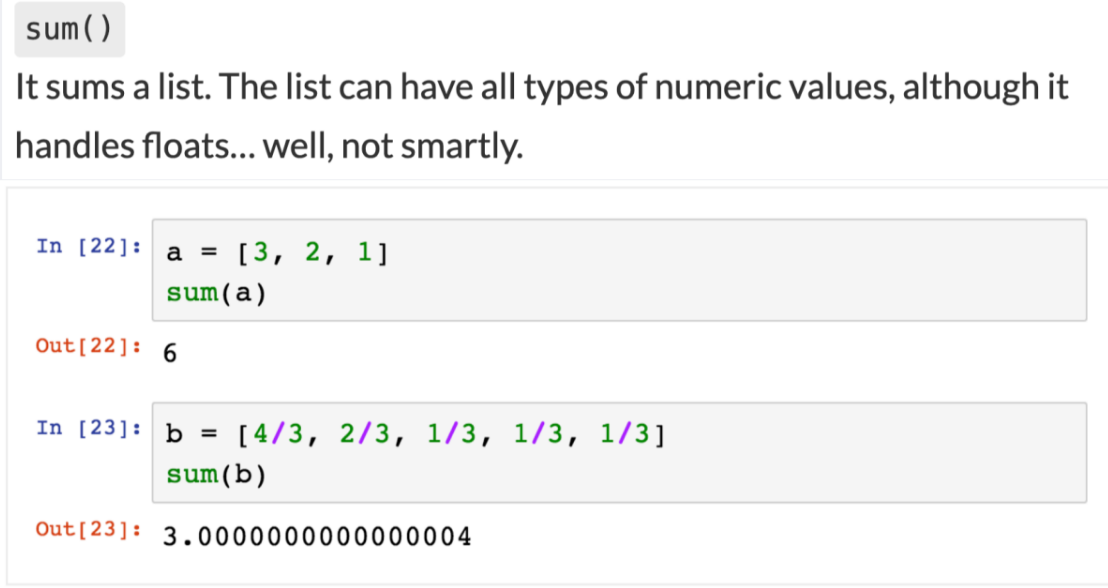 sum()
It sums a list. The list can have all types of numeric values, although it
handles floats... well, not smartly.
In [22]: a = [3, 2, 1]
sum(a)
Out[22]: 6
In [23]: b = [4/3, 2/3, 1/3, 1/3, 1/3]
sum(b)
Out[23]: 3.0000000000000004